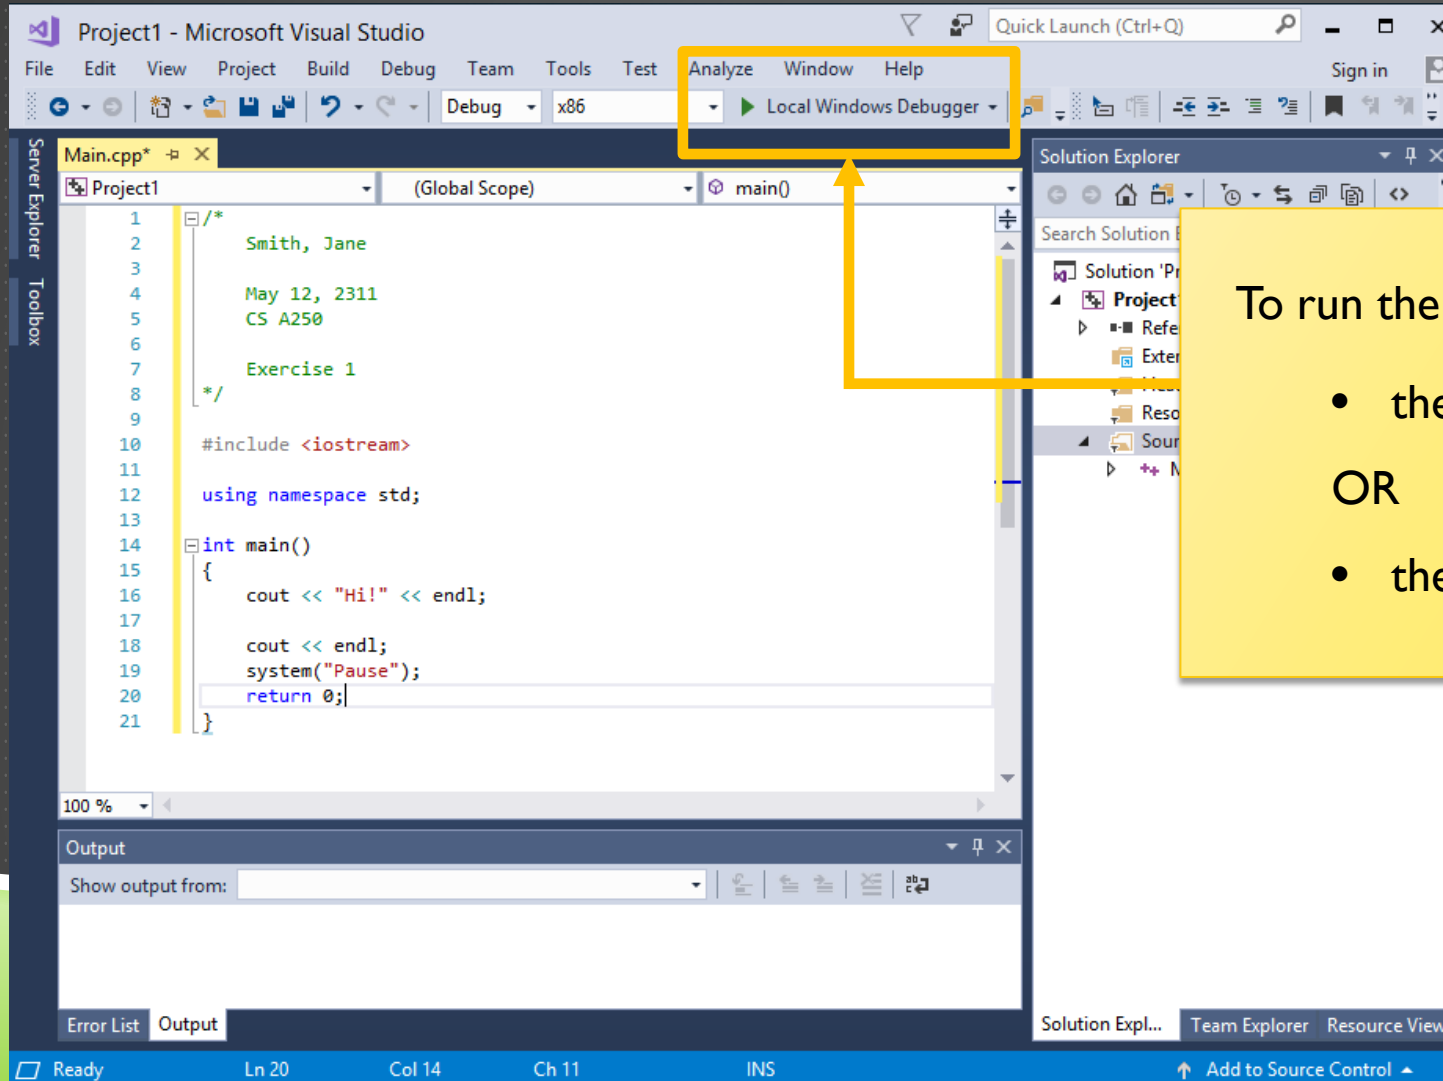 Project1 - Microsoft Visual Studio
Quick Launch (Ctrl+Q)
File Edit View Project Build Debug Team Tools Test Analyze Window Help
Sign in
Debug x86 Local Windows Debugger
Server Explorer
Toolbox
Main.cpp*
Project1 (Global Scope) main()
1 /*
2 Smith, Jane
3
4 May 12, 2311
5 CS A250
6
7 Exercise 1
8 */
9
10 #include <iostream>
11
12 using namespace std;
13
14 int main()
15 {
16 cout << "Hi!" << endl;
17
18 cout << endl;
19 system("Pause");
20 return 0;
21 }
100 %
Output
Show output from:
Error List Output
Solution Explorer
Search Solution
Solution 'Pr
Project
Refe
Exter
Reso
Sour
To run the
• the
OR
• the
Solution Expl... Team Explorer Resource View
Ready Ln 20 Col 14 Ch 11 INS Add to Source Control